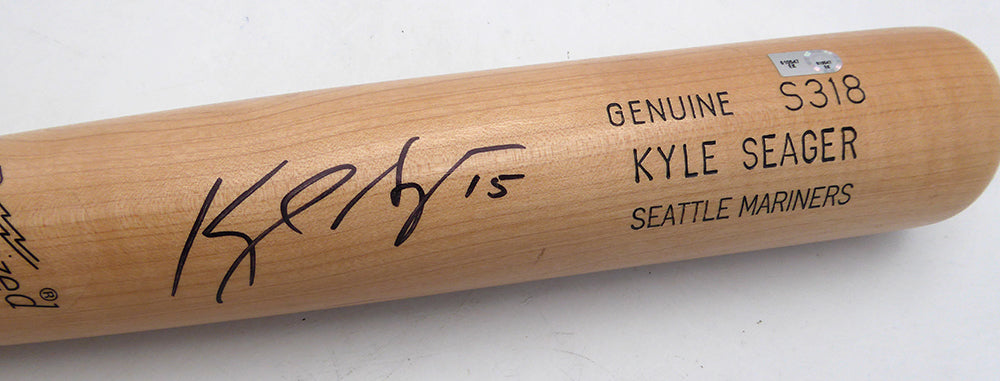 GENUINE S318
KYLE SEAGER
SEATTLE MARINERS
15
®